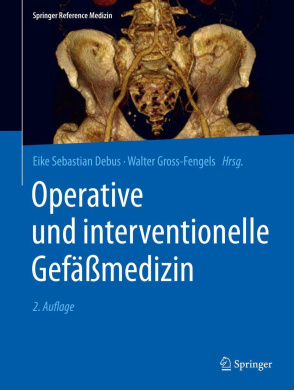 Springer Reference Medizin
Eike Sebastian Debus · Walter Gross-Fengels Hrsg.
Operative
und interventionelle
Gefäßmedizin
2. Auflage
Springer